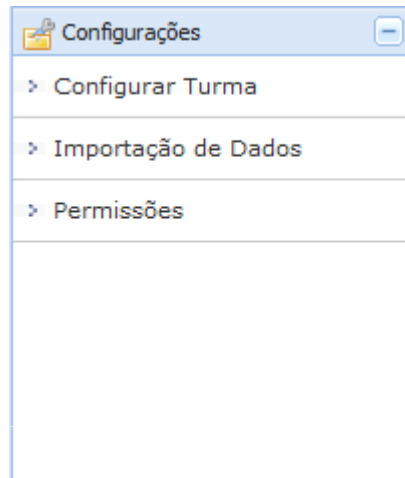 Configurações
Configurar Turma
Importação de Dados
Permissões